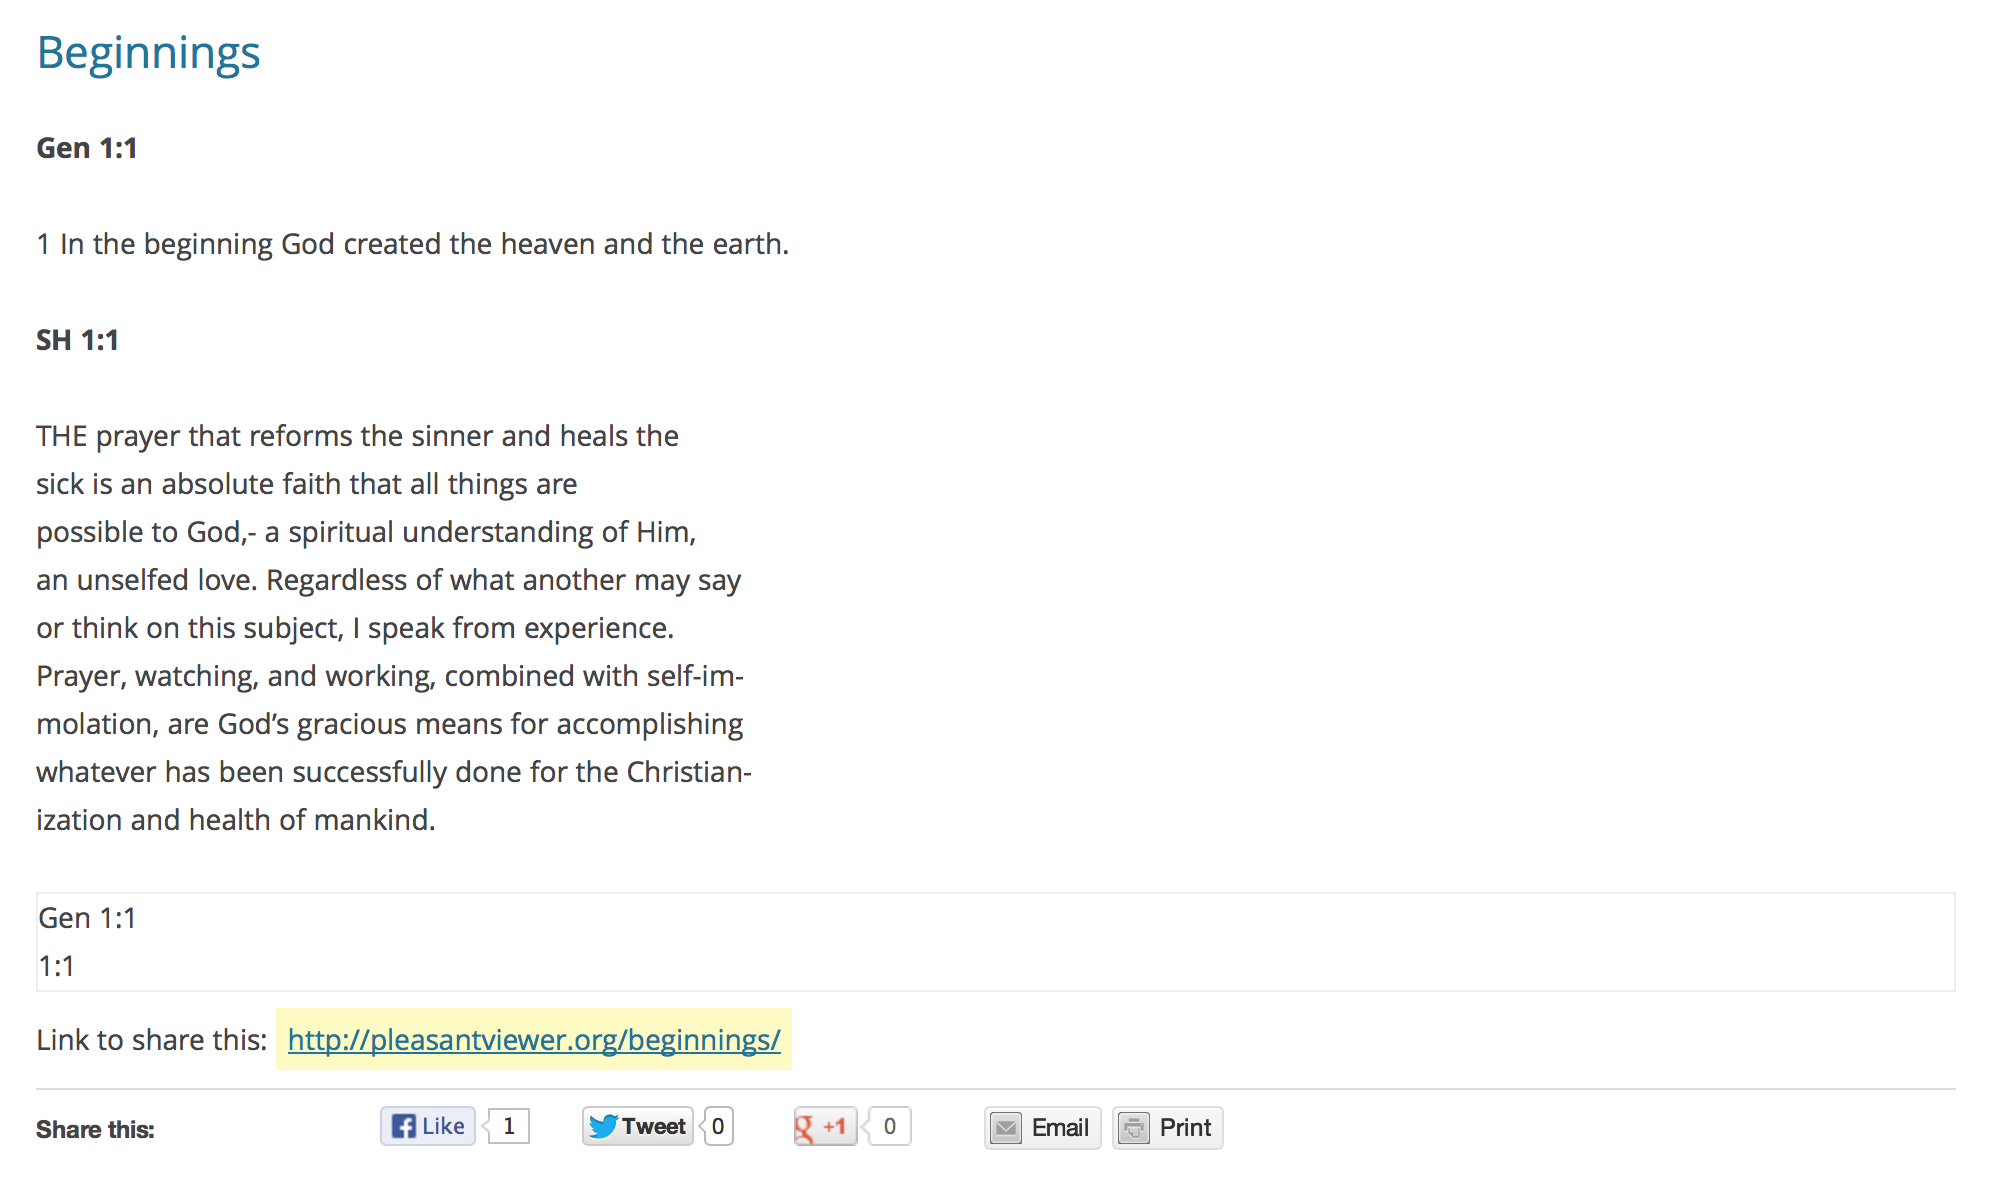 Beginnings
Gen 1:1
1 In the beginning God created the heaven and the earth.
SH 1:1
THE prayer that reforms the sinner and heals the
sick is an absolute faith that all things are
possible to God,- a spiritual understanding of Him,
an unselfed love. Regardless of what another may say
or think on this subject, I speak from experience.
Prayer, watching, and working, combined with self-im-
molation, are God’s gracious means for accomplishing
whatever has been successfully done for the Christian-
ization and health of mankind.
Gen 1:1
1:1
Link to share this: http://pleasantviewer.org/beginnings/
Share this: Like 1 Tweet 0 g +1 0 Email Print